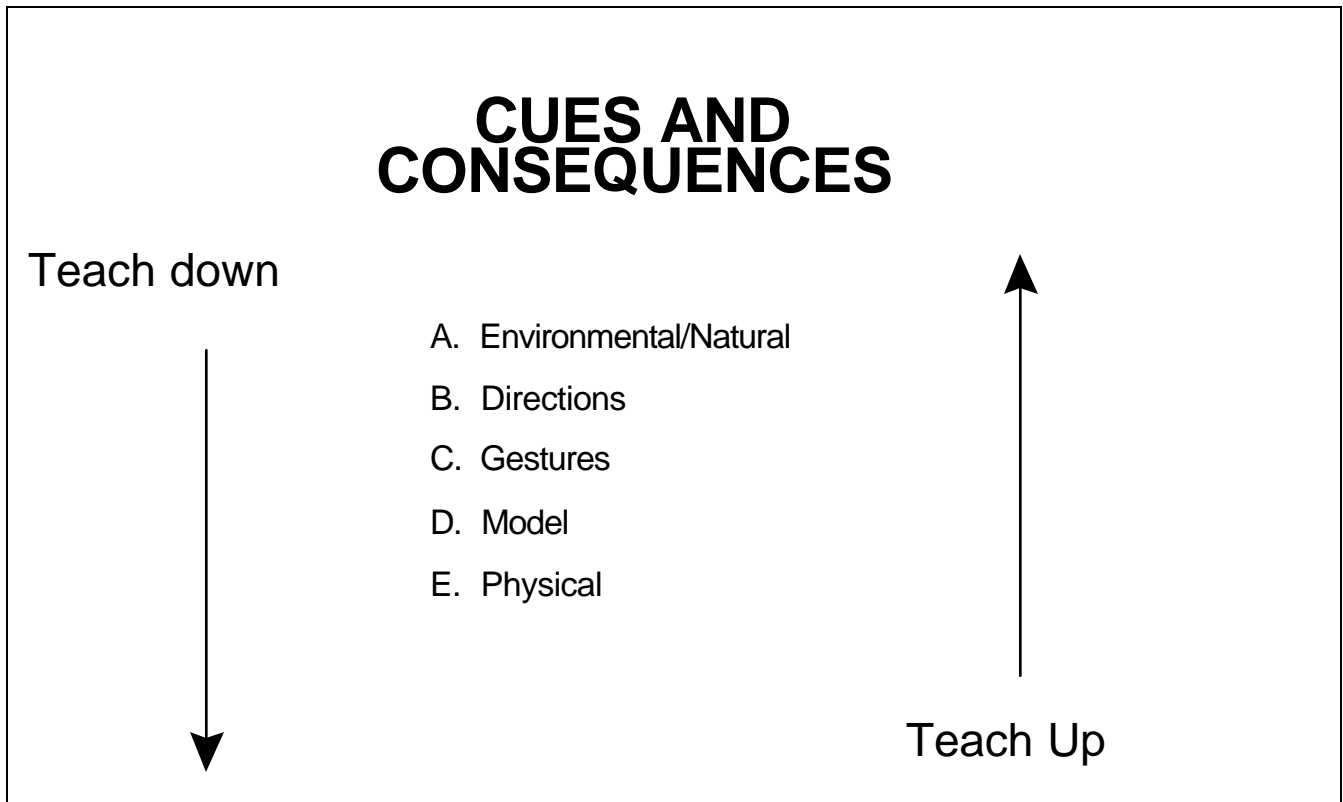 CUES AND
CONSEQUENCES
Teach down
A. Environmental/Natural
B. Directions
C. Gestures
D. Model
E. Physical
Teach Up